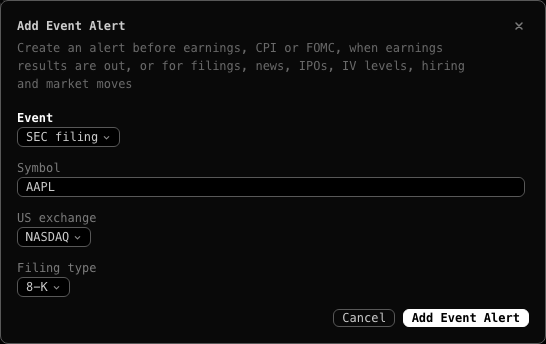 Add Event Alert
Create an alert before earnings, CPI or FOMC, when earnings
results are out, or for filings, news, IPOs, IV levels, hiring
and market moves
Event
SEC filing
Symbol
AAPL
US exchange
NASDAQ
Filing type
8-K
Cancel
Add Event Alert